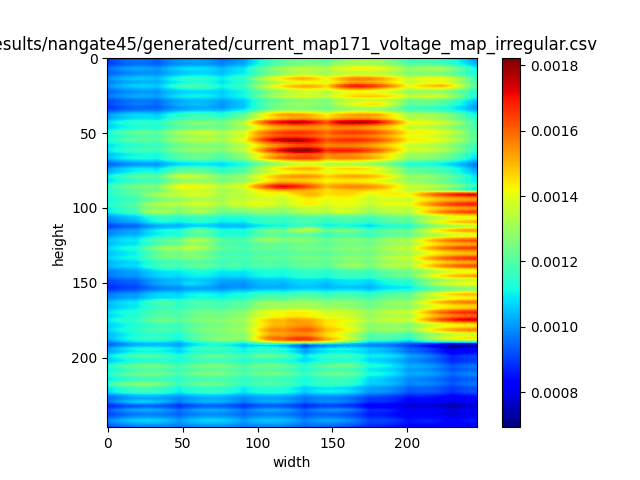 esults/nangate45/generated/current_map171_voltage_map_irregular.csv
0
50
100
150
200
height
0 50 100 150 200
width
0.0018
0.0016
0.0014
0.0012
0.0010
0.0008